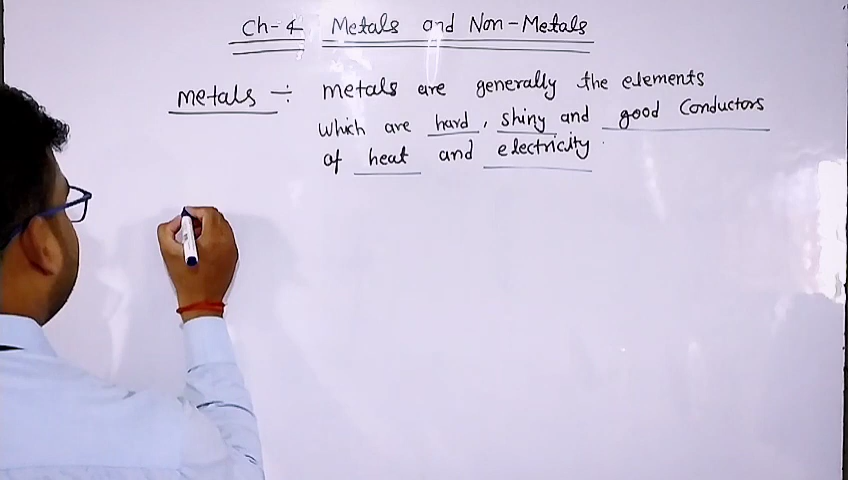 Ch-4 Metals and Non-Metals
Metals ÷ metals are generally the elements
which are hard, shiny and good Conductors
of heat and electricity.